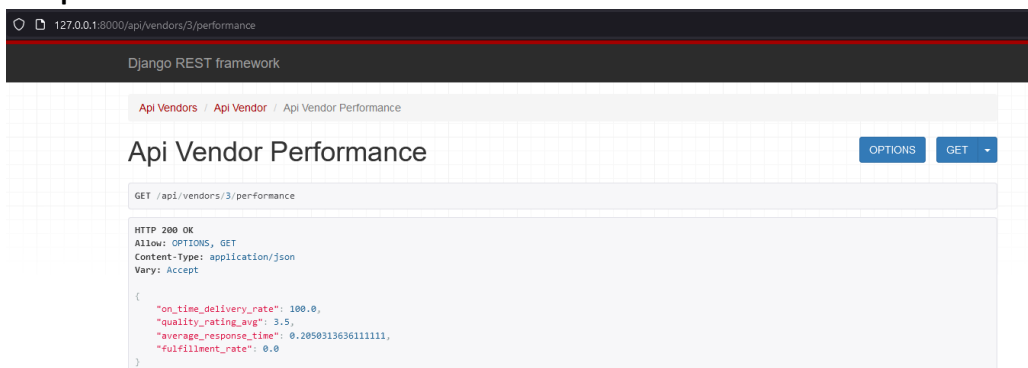 127.0.0.1:8000/api/vendors/3/performance
Django REST framework
Api Vendors / Api Vendor / Api Vendor Performance
Api Vendor Performance
OPTIONS
GET
GET /api/vendors/3/performance
HTTP 200 OK
Allow: OPTIONS, GET
Content-Type: application/json
Vary: Accept
{
"on_time_delivery_rate": 100.0,
"quality_rating_avg": 3.5,
"average_response_time": 0.2050313636111111,
"fulfillment_rate": 0.0
}